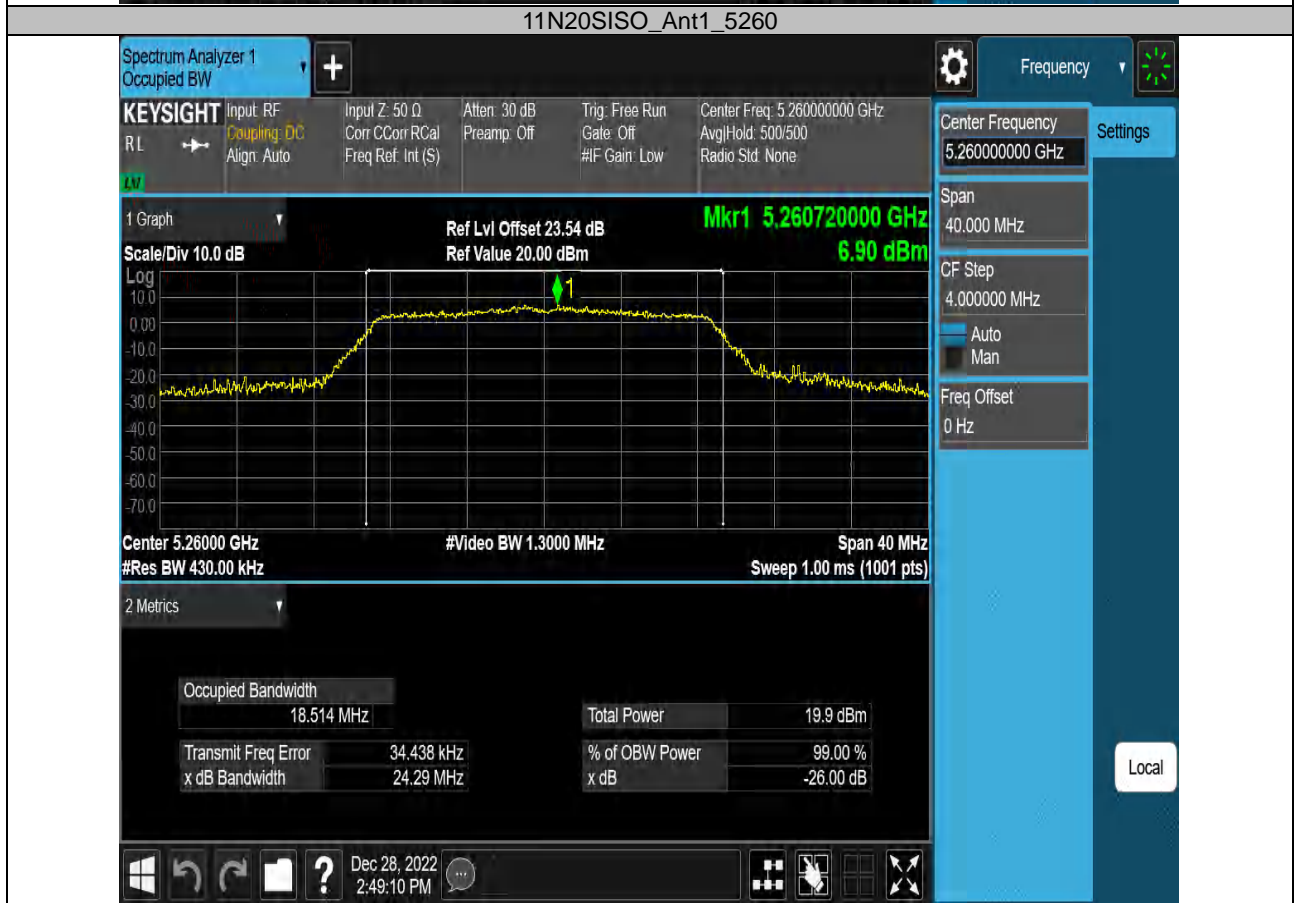 11N20SISO_Ant1_5260
Spectrum Analyzer 1
Occupied BW
Frequency
KEYSIGHT
RL
LXI
Input: RF
Coupling: DC
Align: Auto
Input Z: 50 Ω
Corr CCorr RCal
Freq Ref: Int (S)
Atten: 30 dB
Preamp: Off
Trig: Free Run
Gate: Off
#IF Gain: Low
Center Freq: 5.260000000 GHz
Avg|Hold: 500/500
Radio Std: None
Center Frequency
5.260000000 GHz
Settings
Span
40.000 MHz
CF Step
4.000000 MHz
Auto
Man
Freq Offset
0 Hz
1 Graph
Scale/Div 10.0 dB
Ref Lvl Offset 23.54 dB
Ref Value 20.00 dBm
Mkr1 5.260720000 GHz
6.90 dBm
Log
10.0
0.00
-10.0
-20.0
-30.0
-40.0
-50.0
-60.0
-70.0
1
Center 5.26000 GHz
#Res BW 430.00 kHz
#Video BW 1.3000 MHz
Span 40 MHz
Sweep 1.00 ms (1001 pts)
2 Metrics
Occupied Bandwidth
18.514 MHz
Total Power 19.9 dBm
Transmit Freq Error 34.438 kHz
% of OBW Power 99.00 %
x dB Bandwidth 24.29 MHz
x dB -26.00 dB
Local
?
Dec 28, 2022
2:49:10 PM